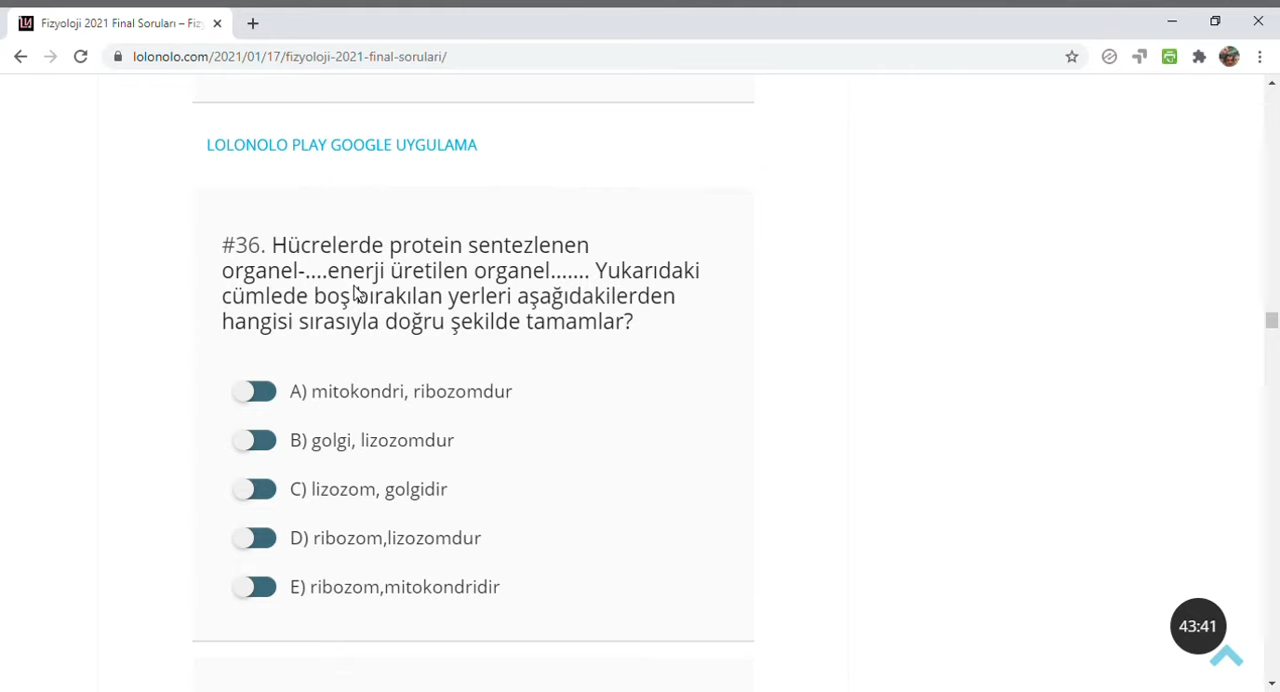 Fizyoloji 2021 Final Soruları – Fiz
lolonolo.com/2021/01/17/fizyoloji-2021-final-sorulari/
LOLONOLO PLAY GOOGLE UYGULAMA
#36. Hücrelerde protein sentezlenen
organel-....enerji üretilen organel....... Yukarıdaki
cümlede boş bırakılan yerleri aşağıdakilerden
hangisi sırasıyla doğru şekilde tamamlar?
A) mitokondri, ribozomdur
B) golgi, lizozomdur
C) lizozom, golgidir
D) ribozom,lizozomdur
E) ribozom,mitokondridir
43:41